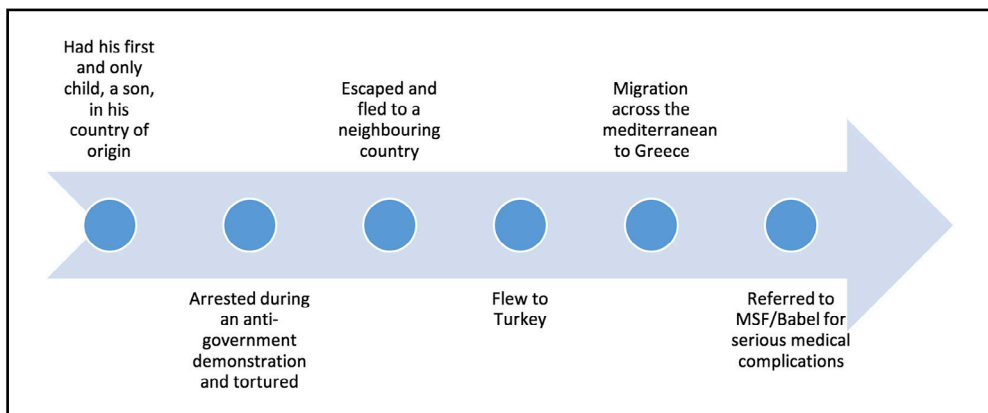 Had his first
and only
child, a son,
in his
country of
origin
Arrested during
an anti-
government
demonstration
and tortured
Escaped and
fled to a
neighbouring
country
Flew to
Turkey
Migration
across the
mediterranean
to Greece
Referred to
MSF/Babel for
serious medical
complications